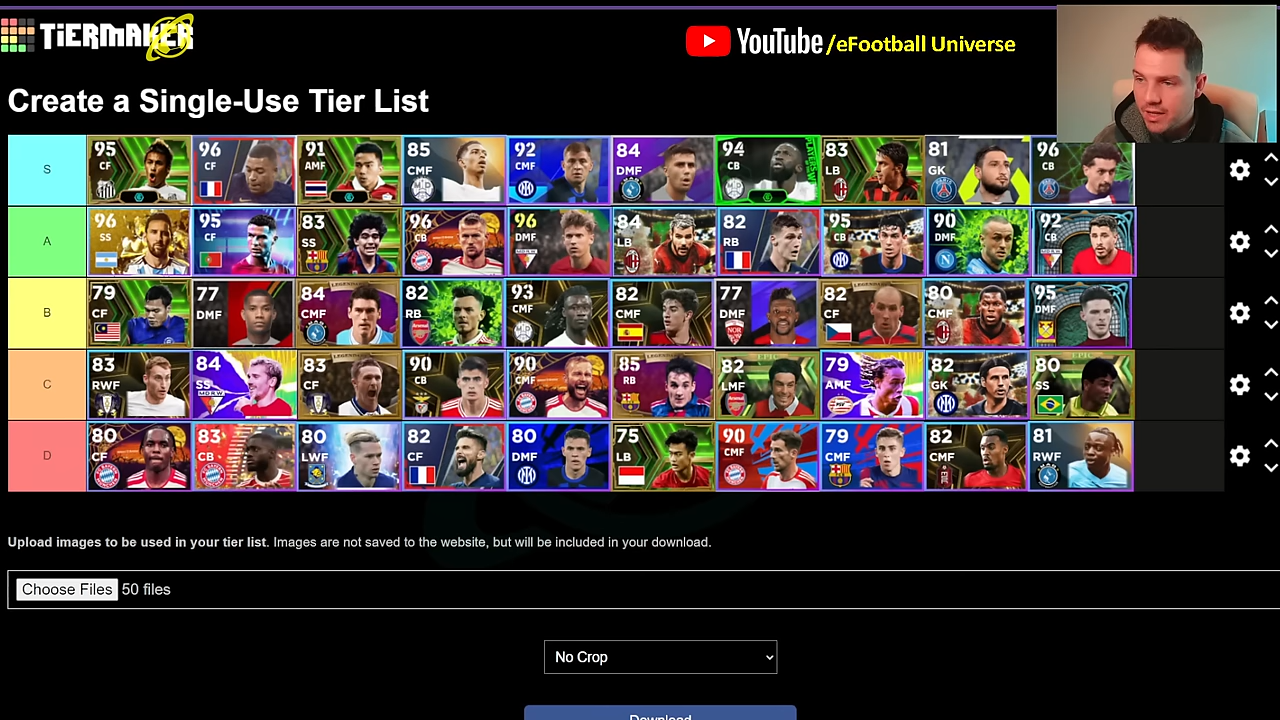 TiERMAKER
YouTube /eFootball Universe
Create a Single-Use Tier List
S
95 CF
96 CF
91 AMF
85 CMF
92 CMF
84 DMF
94 CB
83 LB
81 GK
96 CB
A
96 SS
95 CF
83 SS
96 CB
96 DMF
84 LB
82 RB
95 CB
90 DMF
92 CB
B
79 CF
77 DMF
84 CMF
82 RB
93 CMF
82 CMF
77 DMF
82 CF
80 CMF
95 DMF
C
83 RWF
84 SS
83 CF
90 CB
90 CMF
85 RB
82 LMF
79 AMF
82 GK
80 SS
D
80 CF
83 CB
80 LWF
82 CF
80 DMF
75 LB
90 CMF
79 CMF
82 CMF
81 RWF
Upload images to be used in your tier list. Images are not saved to the website, but will be included in your download.
Choose Files 50 files
No Crop
Download